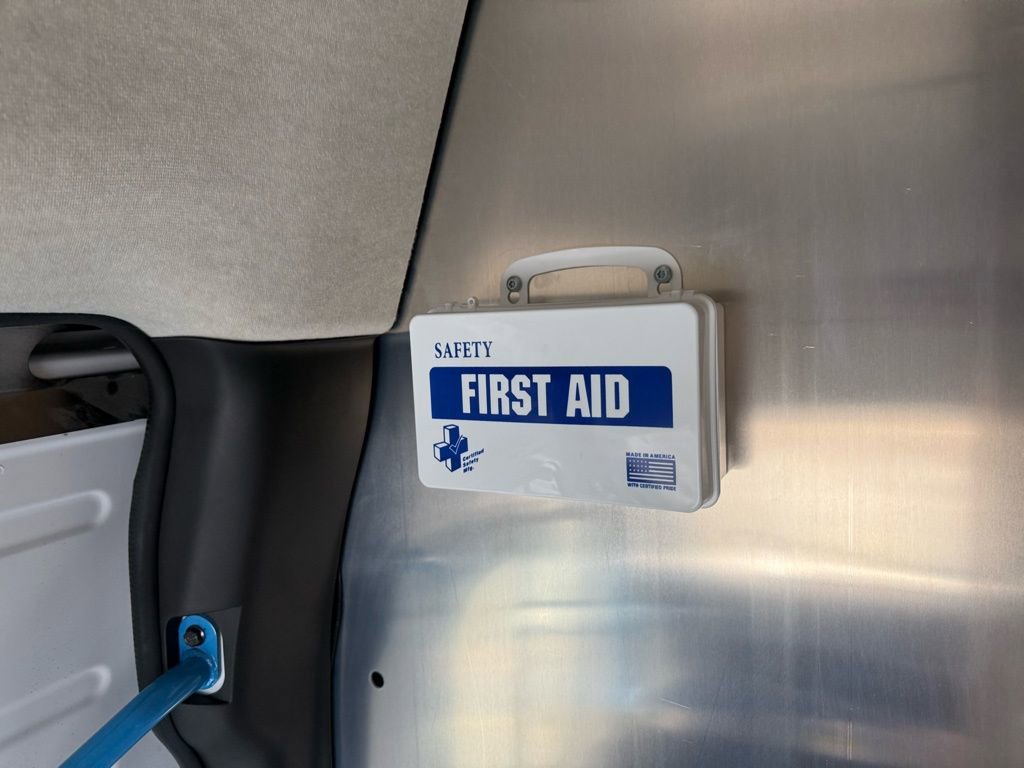 SAFETY
FIRST AID
Certified
Safety
Mfg.
MADE IN AMERICA
WITH CERTIFIED PRIDE